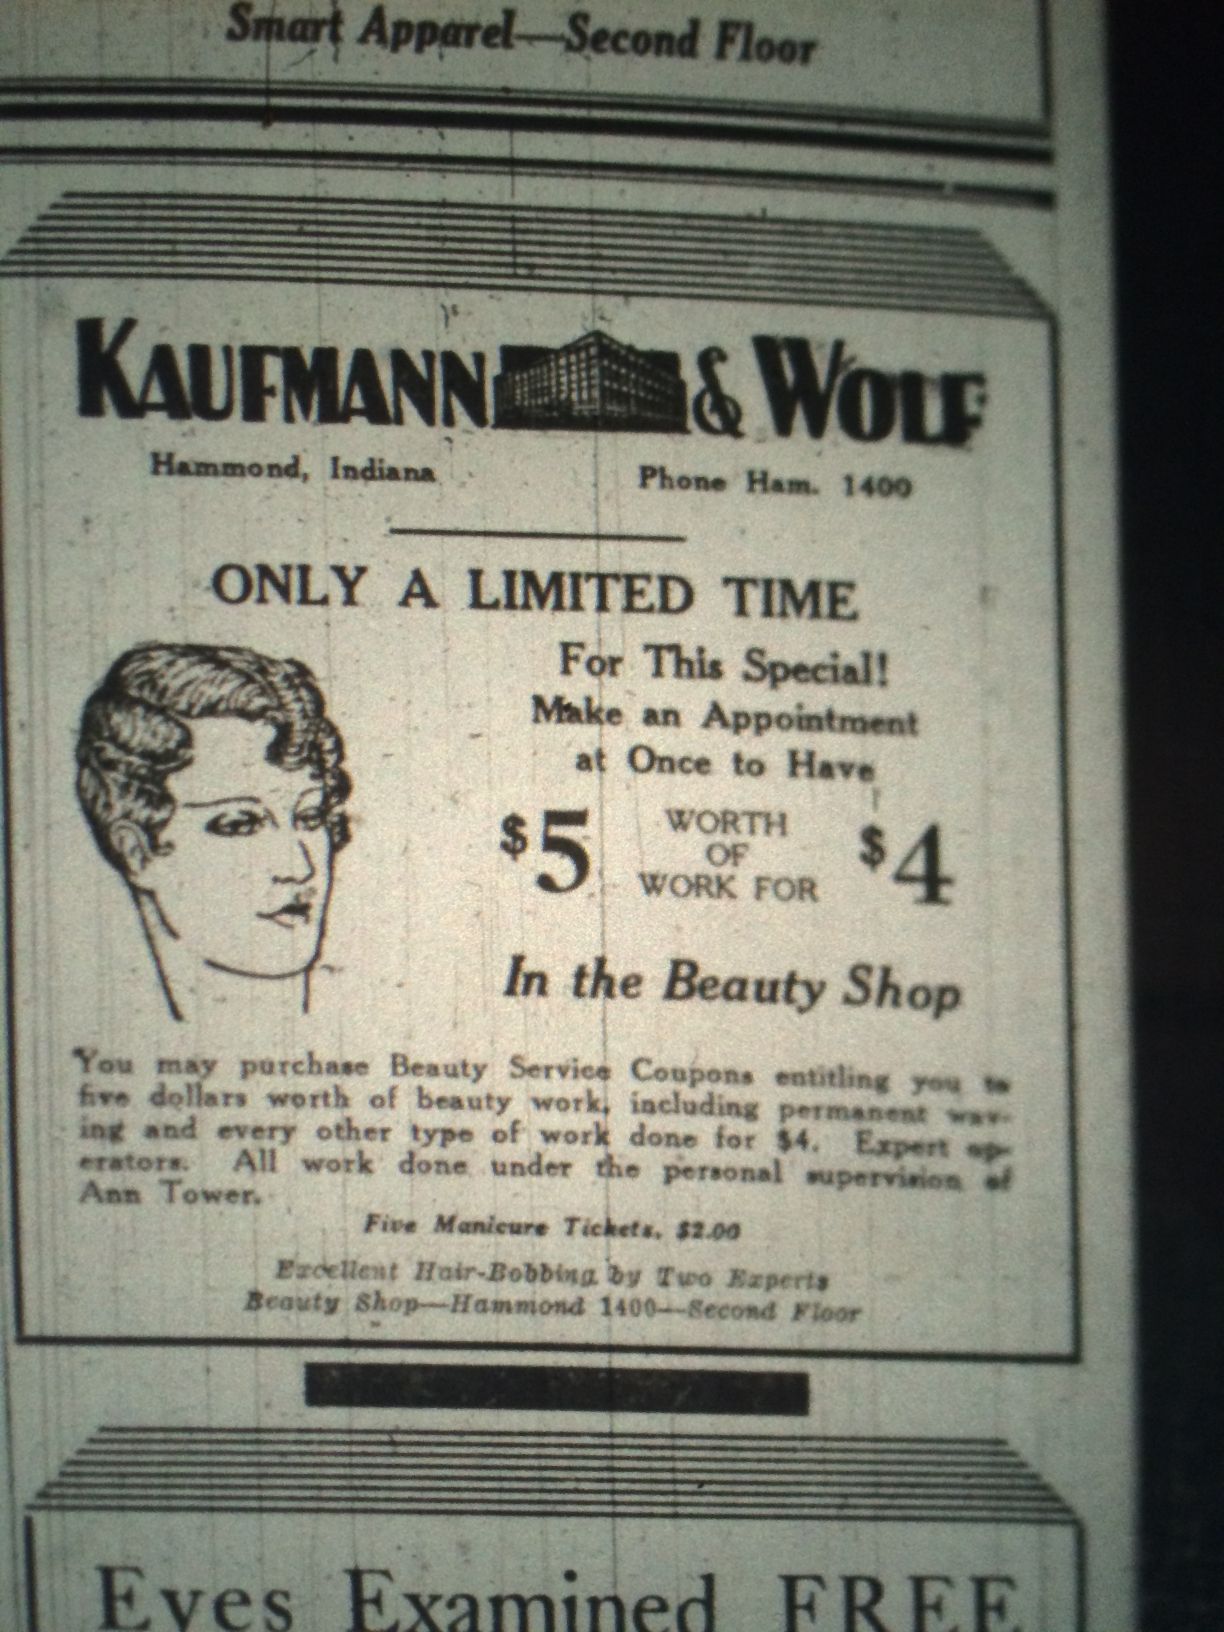 Smart Apparel—Second Floor
KAUFMANN & WOLF
Hammond, Indiana Phone Ham. 1400
ONLY A LIMITED TIME
For This Special!
Make an Appointment
at Once to Have
$5 WORTH OF WORK FOR $4
In the Beauty Shop
You may purchase Beauty Service Coupons entitling you to
five dollars worth of beauty work, including permanent wav-
ing and every other type of work done for $4. Expert op-
erators. All work done under the personal supervision of
Ann Tower.
Five Manicure Tickets, $2.00
Excellent Hair-Bobbing by Two Experts
Beauty Shop—Hammond 1400—Second Floor
Eyes Examined FREE